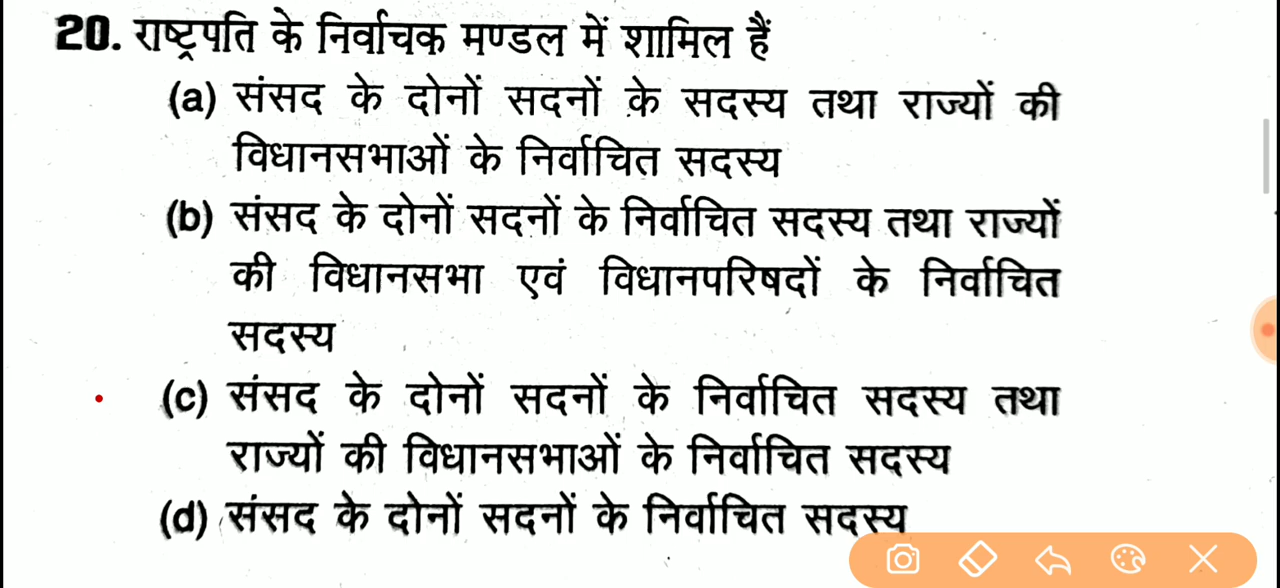 20. राष्ट्रपति के निर्वाचक मण्डल में शामिल हैं
(a) संसद के दोनों सदनों के सदस्य तथा राज्यों की
विधानसभाओं के निर्वाचित सदस्य
(b) संसद के दोनों सदनों के निर्वाचित सदस्य तथा राज्यों
की विधानसभा एवं विधानपरिषदों के निर्वाचित
सदस्य
(c) संसद के दोनों सदनों के निर्वाचित सदस्य तथा
राज्यों की विधानसभाओं के निर्वाचित सदस्य
(d) संसद के दोनों सदनों के निर्वाचित सदस्य